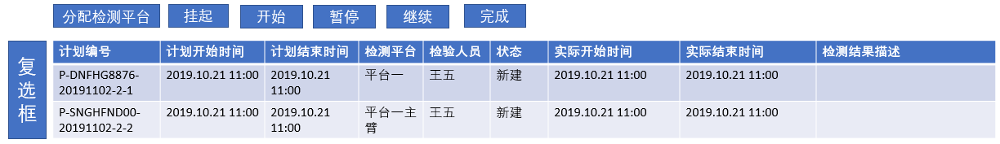 分配检测平台 挂起 开始 暂停 继续 完成
复选框
计划编号 计划开始时间 计划结束时间 检测平台 检验人员 状态 实际开始时间 实际结束时间 检测结果描述
P-DNFHG8876-20191102-2-1 2019.10.21 11:00 2019.10.21 11:00 平台一 王五 新建 2019.10.21 11:00 2019.10.21 11:00
P-SNGHFND00-20191102-2-2 2019.10.21 11:00 2019.10.21 11:00 平台一主臂 王五 新建 2019.10.21 11:00 2019.10.21 11:00